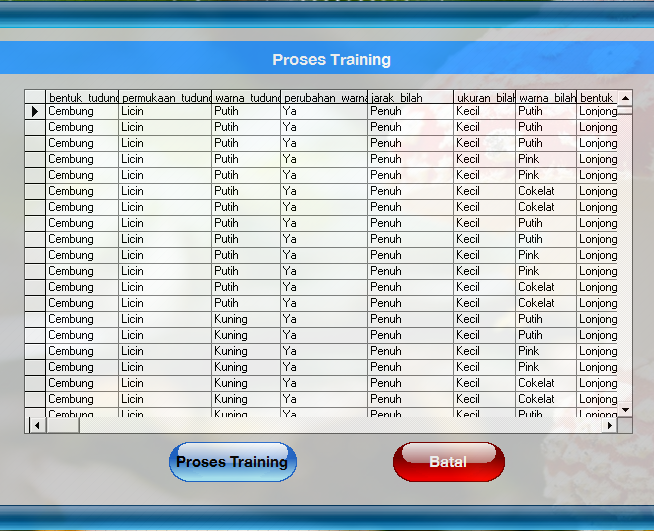 Proses Training
bentuk_tudung permukaan_tudung warna_tudung perubahan_warna jarak_bilah ukuran_bilah warna_bilah bentuk_
Cembung Licin Putih Ya Penuh Kecil Putih Lonjong
Cembung Licin Putih Ya Penuh Kecil Putih Lonjong
Cembung Licin Putih Ya Penuh Kecil Putih Lonjong
Cembung Licin Putih Ya Penuh Kecil Pink Lonjong
Cembung Licin Putih Ya Penuh Kecil Pink Lonjong
Cembung Licin Putih Ya Penuh Kecil Cokelat Lonjong
Cembung Licin Putih Ya Penuh Kecil Cokelat Lonjong
Cembung Licin Putih Ya Penuh Kecil Putih Lonjong
Cembung Licin Putih Ya Penuh Kecil Putih Lonjong
Cembung Licin Putih Ya Penuh Kecil Pink Lonjong
Cembung Licin Putih Ya Penuh Kecil Pink Lonjong
Cembung Licin Putih Ya Penuh Kecil Cokelat Lonjong
Cembung Licin Putih Ya Penuh Kecil Cokelat Lonjong
Cembung Licin Kuning Ya Penuh Kecil Putih Lonjong
Cembung Licin Kuning Ya Penuh Kecil Putih Lonjong
Cembung Licin Kuning Ya Penuh Kecil Pink Lonjong
Cembung Licin Kuning Ya Penuh Kecil Pink Lonjong
Cembung Licin Kuning Ya Penuh Kecil Cokelat Lonjong
Cembung Licin Kuning Ya Penuh Kecil Cokelat Lonjong
Cembung Licin Kuning Ya Penuh Kecil Putih Lonjong
Proses Training Batal